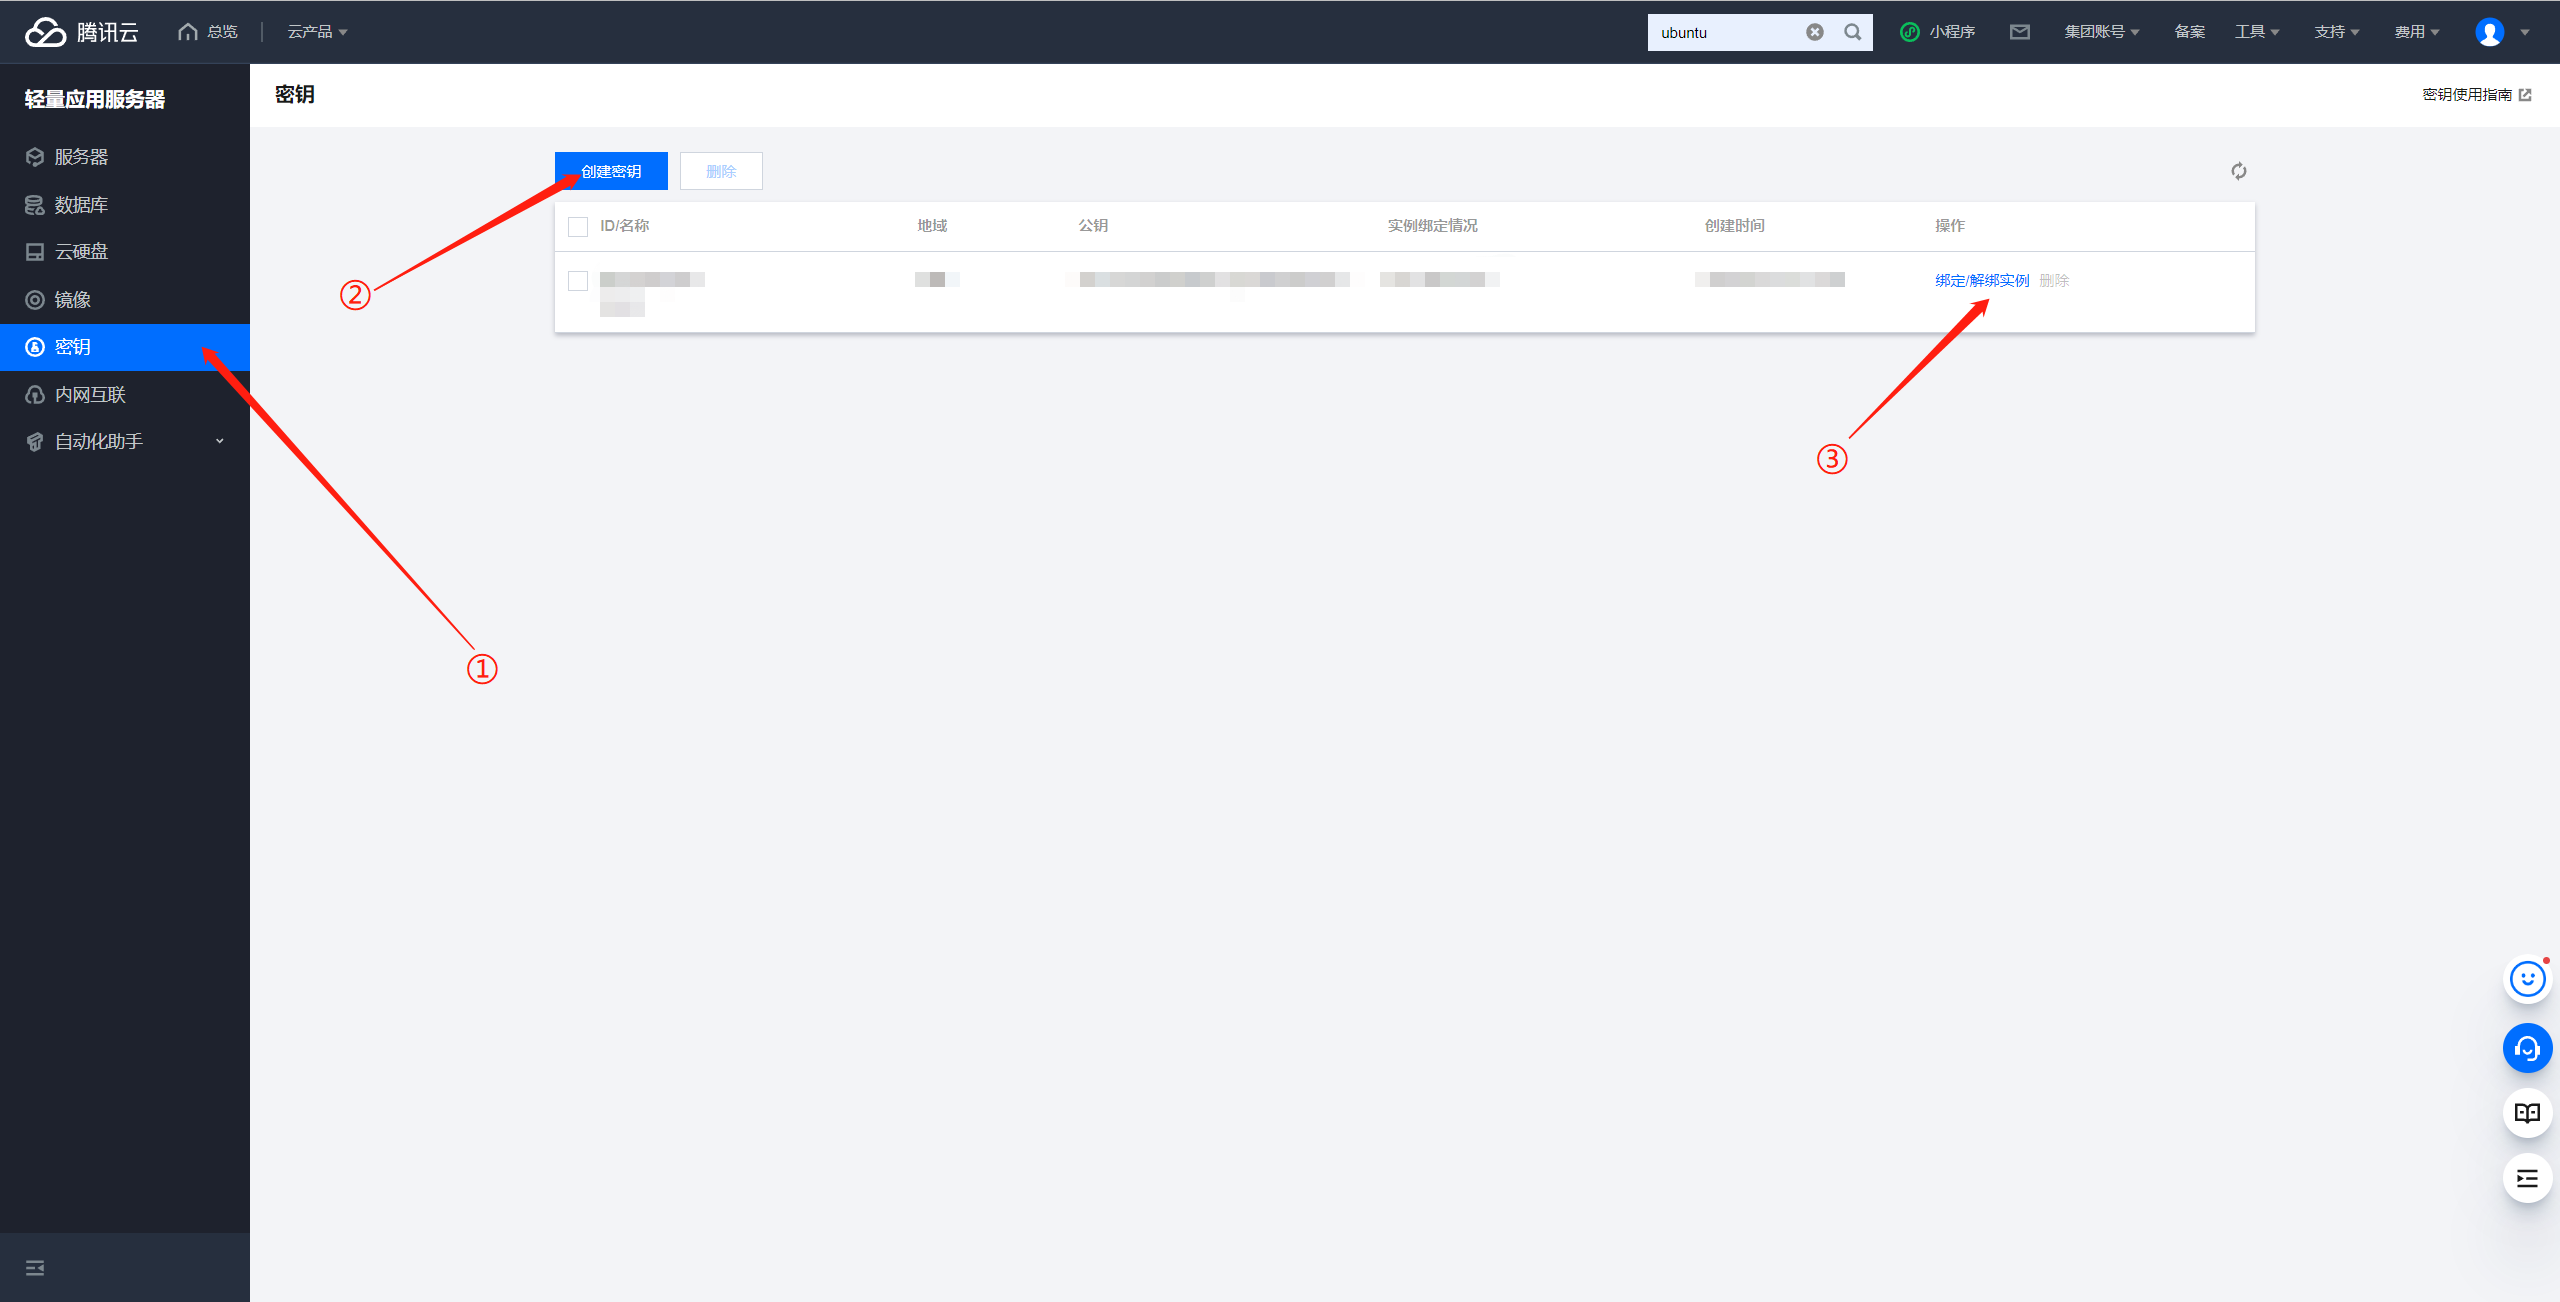 腾讯云 总览 云产品 ubuntu 小程序 集团账号 备案 工具 支持 费用
轻量应用服务器
服务器
数据库
云硬盘
镜像
密钥
内网互联
自动化助手
密钥
密钥使用指南
创建密钥 删除
ID/名称 地域 公钥 实例绑定情况 创建时间 操作
绑定/解绑实例 删除
②
③
①